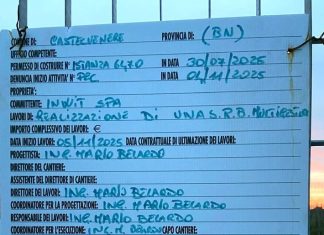 COMUNE DI: CASTELVENERE PROVINCIA DI: (BN)
UFFICIO COMPETENTE:
PERMESSO DI COSTRUIRE N° ISTANZA 6470 IN DATA 30/07/2025
DENUNCIA INIZIO ATTIVITA' N° PEC IN DATA 04/11/2025
PROPRIETÀ:
COMMITTENTE: INWIT SPA
LAVORI DI: REALIZZAZIONE DI UNA S.R.B.
IMPORTO COMPLESSIVO DEI LAVORI: €
DATA INIZIO LAVORI: 05/11/2025 DATA CONTRATTUALE DI ULTIMAZIONE DEI LAVORI:
PROGETTISTA: ING. MARIO BELARDO
DIRETTORE DEL CANTIERE:
ASSISTENTE DEL DIRETTORE DI CANTIERE:
DIRETTORE DEI LAVORI: ING. MARIO BELARDO
COORDINATORE PER LA PROGETTAZIONE: ING. MARIO BELARDO
RESPONSABILE DEI LAVORI: ING. MARIO BELARDO
COORDINATORE PER L'ESECUZIONE: ING. M. BELARDO CAPO CANTIERE: